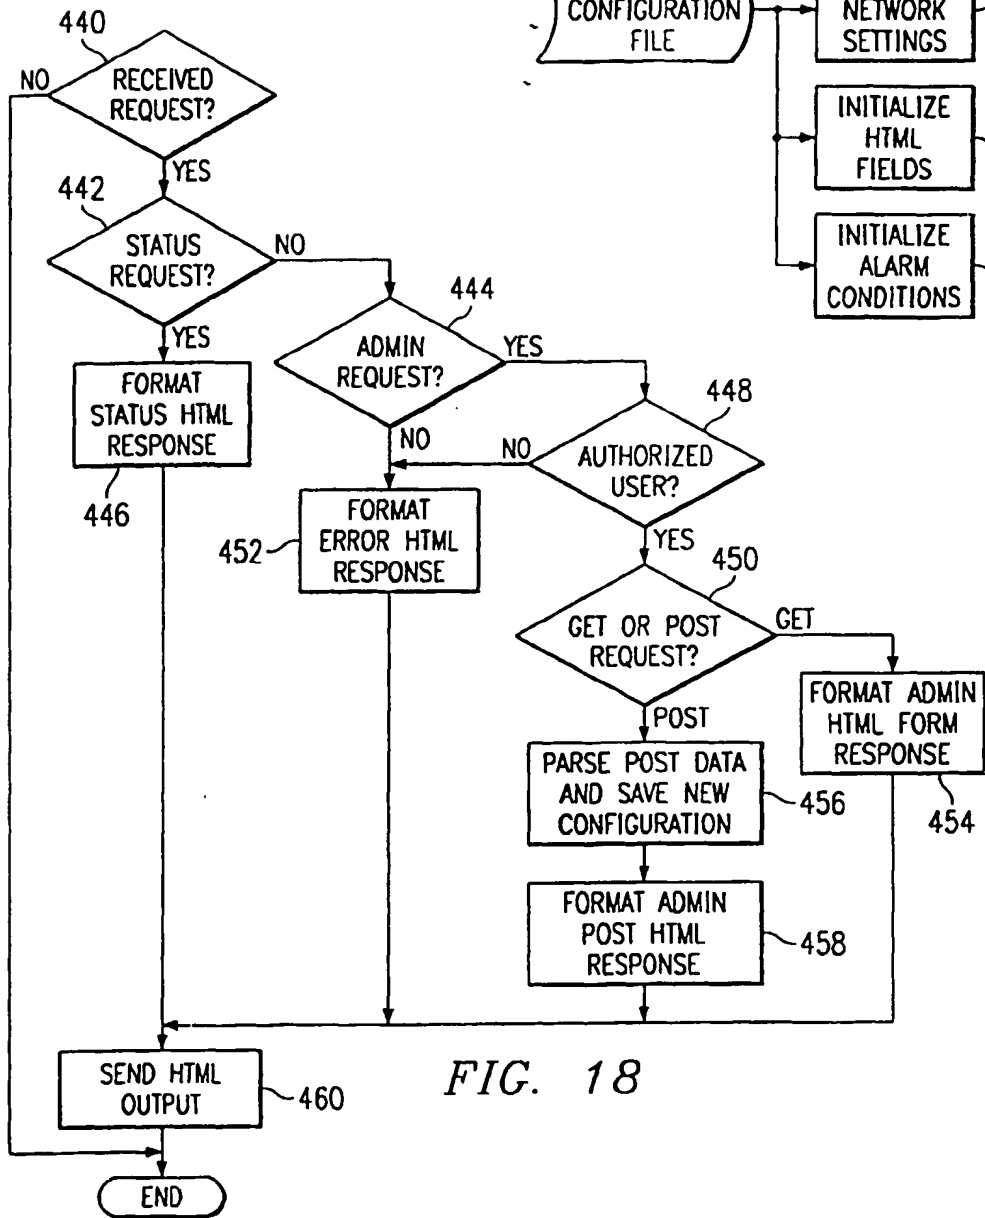 CONFIGURATION
FILE
NETWORK
SETTINGS
INITIALIZE
HTML
FIELDS
INITIALIZE
ALARM
CONDITIONS
440
NO
RECEIVED
REQUEST?
YES
442
STATUS
REQUEST?
NO
YES
444
ADMIN
REQUEST?
YES
NO
FORMAT
STATUS HTML
RESPONSE
446
448
AUTHORIZED
USER?
NO
YES
452
FORMAT
ERROR HTML
RESPONSE
450
GET OR POST
REQUEST?
GET
POST
FORMAT ADMIN
HTML FORM
RESPONSE
454
PARSE POST DATA
AND SAVE NEW
CONFIGURATION
456
FORMAT ADMIN
POST HTML
RESPONSE
458
SEND HTML
OUTPUT
460
FIG. 18
END